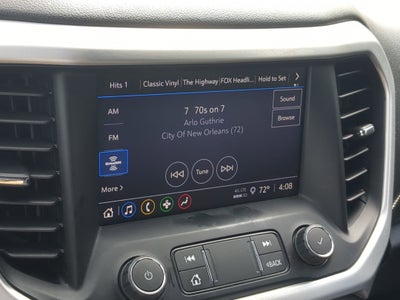 Hits 1 Classic Vinyl The Highway FOX Headli... Hold to Set
AM 7 70s on 7 Sound
Arlo Guthrie
City Of New Orleans (72) Browse
FM
More Tune
72° 4:08
BACK